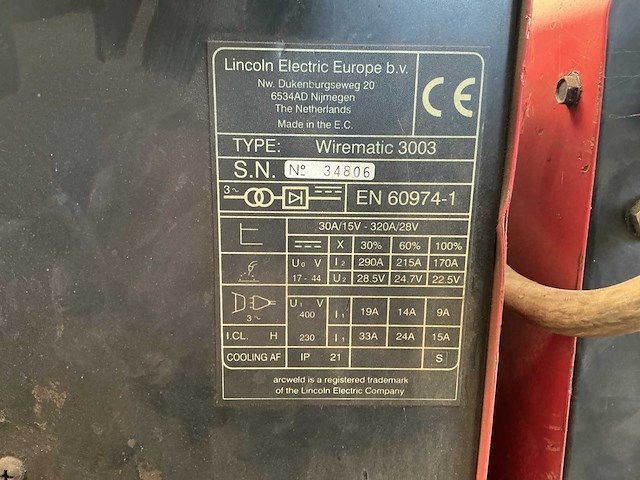 Lincoln Electric Europe b.v.
Nw. Dukenburgseweg 20
6534AD Nijmegen
The Netherlands
Made in the E.C.
CE
TYPE: Wirematic 3003
S.N. Nº 34806
3~ EN 60974-1
30A/15V - 320A/28V
X 30% 60% 100%
U0 V I2 290A 215A 170A
17 - 44 U2 28.5V 24.7V 22.5V
U1 V
3~ 400 I1 19A 14A 9A
I.CL. H 230 I1 33A 24A 15A
COOLING AF IP 21 S
arcweld is a registered trademark
of the Lincoln Electric Company